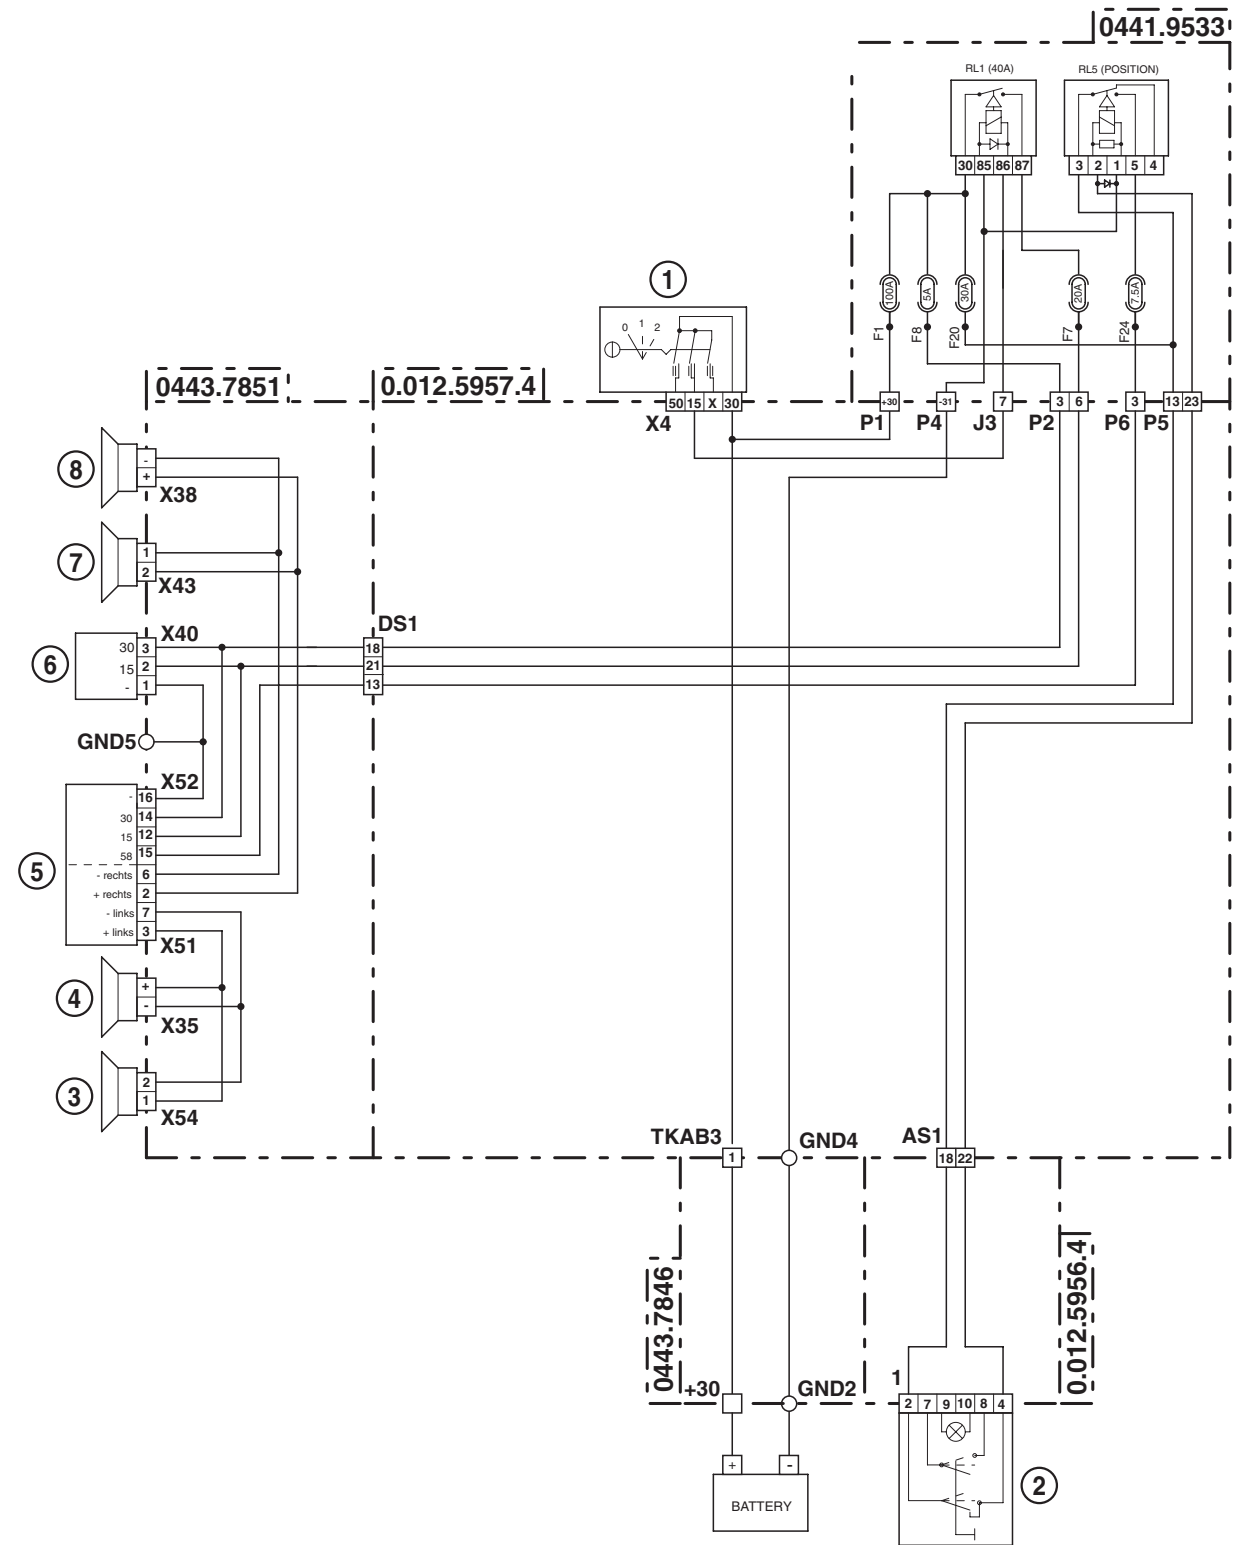 0441.9533
RL1 (40A)
RL5 (POSITION)
30 85 86 87
3 2 1 5 4
1
0 1 2
100A
5A
30A
20A
7.5A
F1
F8
F20
F7
F24
0443.7851
0.012.5957.4
50 15 X 30
X4
+30
-31
7
3 6
3
13 23
P1
P4
J3
P2
P6
P5
8
-
+
X38
7
1
2
X43
X40
DS1
6
30 3
15 2
- 1
18
21
13
GND5
X52
- 16
30 14
15 12
58 15
5
- rechts 6
+ rechts 2
- links 7
+ links 3
X51
4
+
-
X35
3
2
1
X54
TKAB3
1
GND4
AS1
18 22
0443.7846
0.012.5956.4
+30
GND2
1
2 7 9 10 8 4
+
-
BATTERY
2